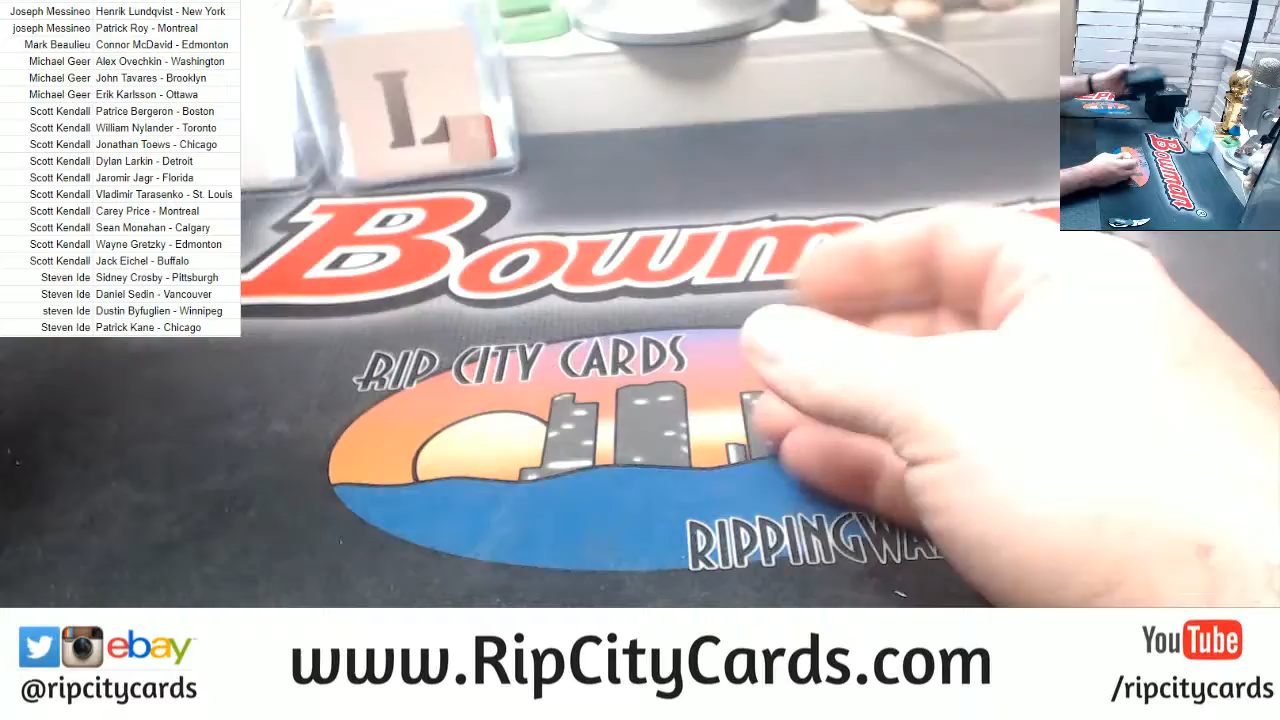 Joseph Messineo Henrik Lundqvist - New York
joseph Messineo Patrick Roy - Montreal
Mark Beaulieu Connor McDavid - Edmonton
Michael Geer Alex Ovechkin - Washington
Michael Geer John Tavares - Brooklyn
Michael Geer Erik Karlsson - Ottawa
Scott Kendall Patrice Bergeron - Boston
Scott Kendall William Nylander - Toronto
Scott Kendall Jonathan Toews - Chicago
Scott Kendall Dylan Larkin - Detroit
Scott Kendall Jaromir Jagr - Florida
Scott Kendall Vladimir Tarasenko - St. Louis
Scott Kendall Carey Price - Montreal
Scott Kendall Sean Monahan - Calgary
Scott Kendall Wayne Gretzky - Edmonton
Scott Kendall Jack Eichel - Buffalo
Steven Ide Sidney Crosby - Pittsburgh
Steven Ide Daniel Sedin - Vancouver
steven Ide Dustin Byfuglien - Winnipeg
Steven Ide Patrick Kane - Chicago
L
Bowman
Bowm
RIP CITY CARDS
RIPPINGWA
ebay
@ripcitycards
www.RipCityCards.com
YouTube
/ripcitycards